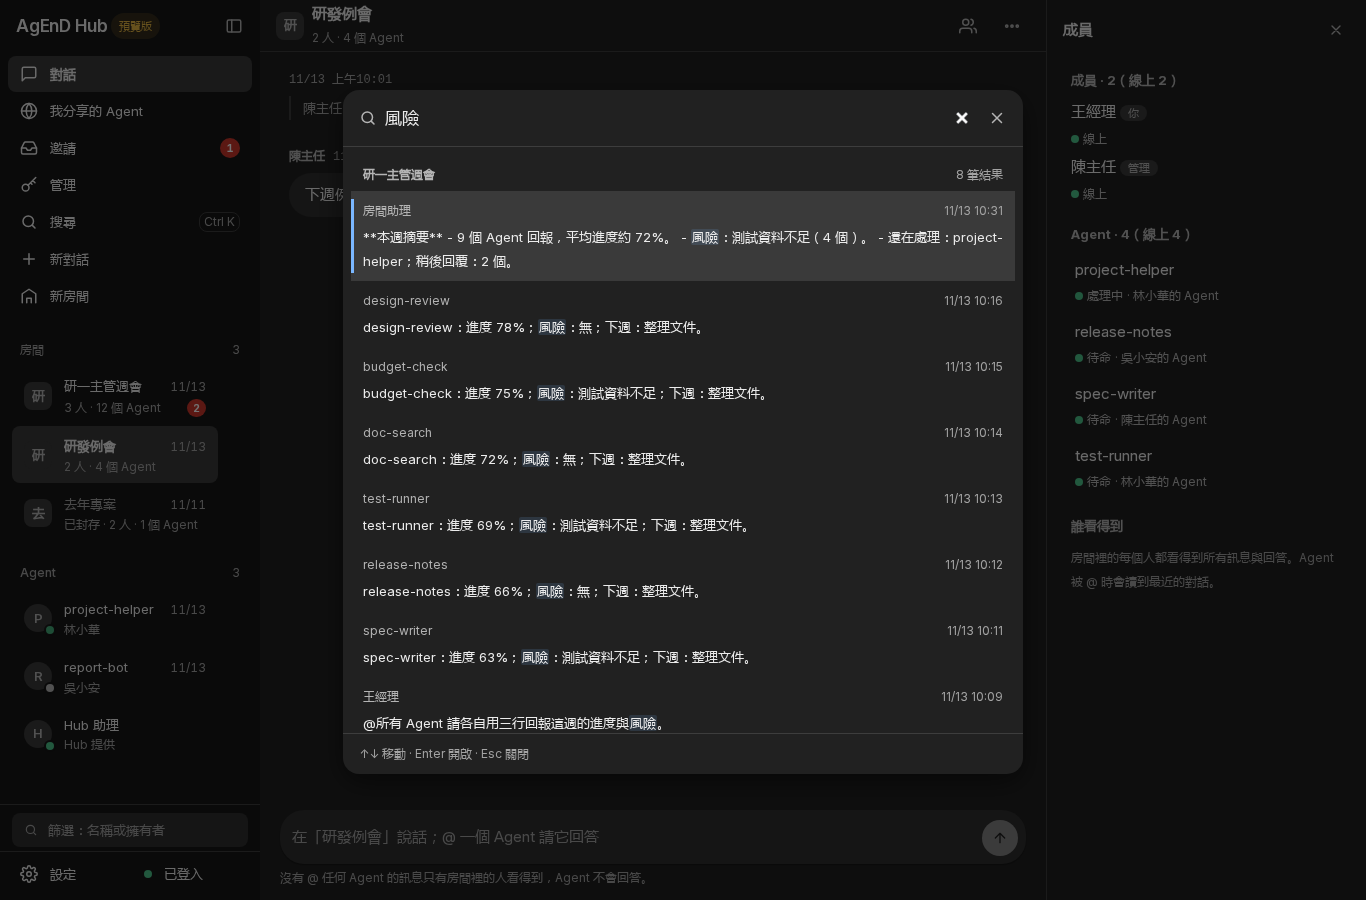 AgEnD Hub 預覽版
對話
我分享的 Agent
邀請 1
管理
搜尋 Ctrl K
新對話
新房間
房間 3
研 研一主管週會 11/13
3 人 · 12 個 Agent 2
研 研發例會 11/13
2 人 · 4 個 Agent
去 去年專案 11/11
已封存 · 2 人 · 1 個 Agent
Agent 3
P project-helper 11/13
林小華
R report-bot 11/13
吳小安
H Hub 助理
Hub 提供
篩選：名稱或擁有者
設定 已登入
研 研發例會
2 人 · 4 個 Agent
11/13 上午10:01
陳主任
陳主任
風險
研一主管週會 8 筆結果
房間助理 11/13 10:31
**本週摘要** - 9 個 Agent 回報，平均進度約 72%。 - 風險：測試資料不足（4 個）。 - 還在處理：project-
helper；稍後回覆：2 個。
design-review 11/13 10:16
design-review：進度 78%；風險：無；下週：整理文件。
budget-check 11/13 10:15
budget-check：進度 75%；風險：測試資料不足；下週：整理文件。
doc-search 11/13 10:14
doc-search：進度 72%；風險：無；下週：整理文件。
test-runner 11/13 10:13
test-runner：進度 69%；風險：測試資料不足；下週：整理文件。
release-notes 11/13 10:12
release-notes：進度 66%；風險：無；下週：整理文件。
spec-writer 11/13 10:11
spec-writer：進度 63%；風險：測試資料不足；下週：整理文件。
王經理 11/13 10:09
@所有 Agent 請各自用三行回報這週的進度與風險。
↑↓ 移動 · Enter 開啟 · Esc 關閉
在「研發例會」說話；@ 一個 Agent 請它回答
沒有 @ 任何 Agent 的訊息只有房間裡的人看得到，Agent 不會回答。
成員
成員 · 2（線上 2）
王經理 你
線上
陳主任 管理
線上
Agent · 4（線上 4）
project-helper
處理中 · 林小華的 Agent
release-notes
待命 · 吳小安的 Agent
spec-writer
待命 · 陳主任的 Agent
test-runner
待命 · 林小華的 Agent
誰看得到
房間裡的每個人都看得到所有訊息與回答。Agent
被 @ 時會讀到最近的對話。